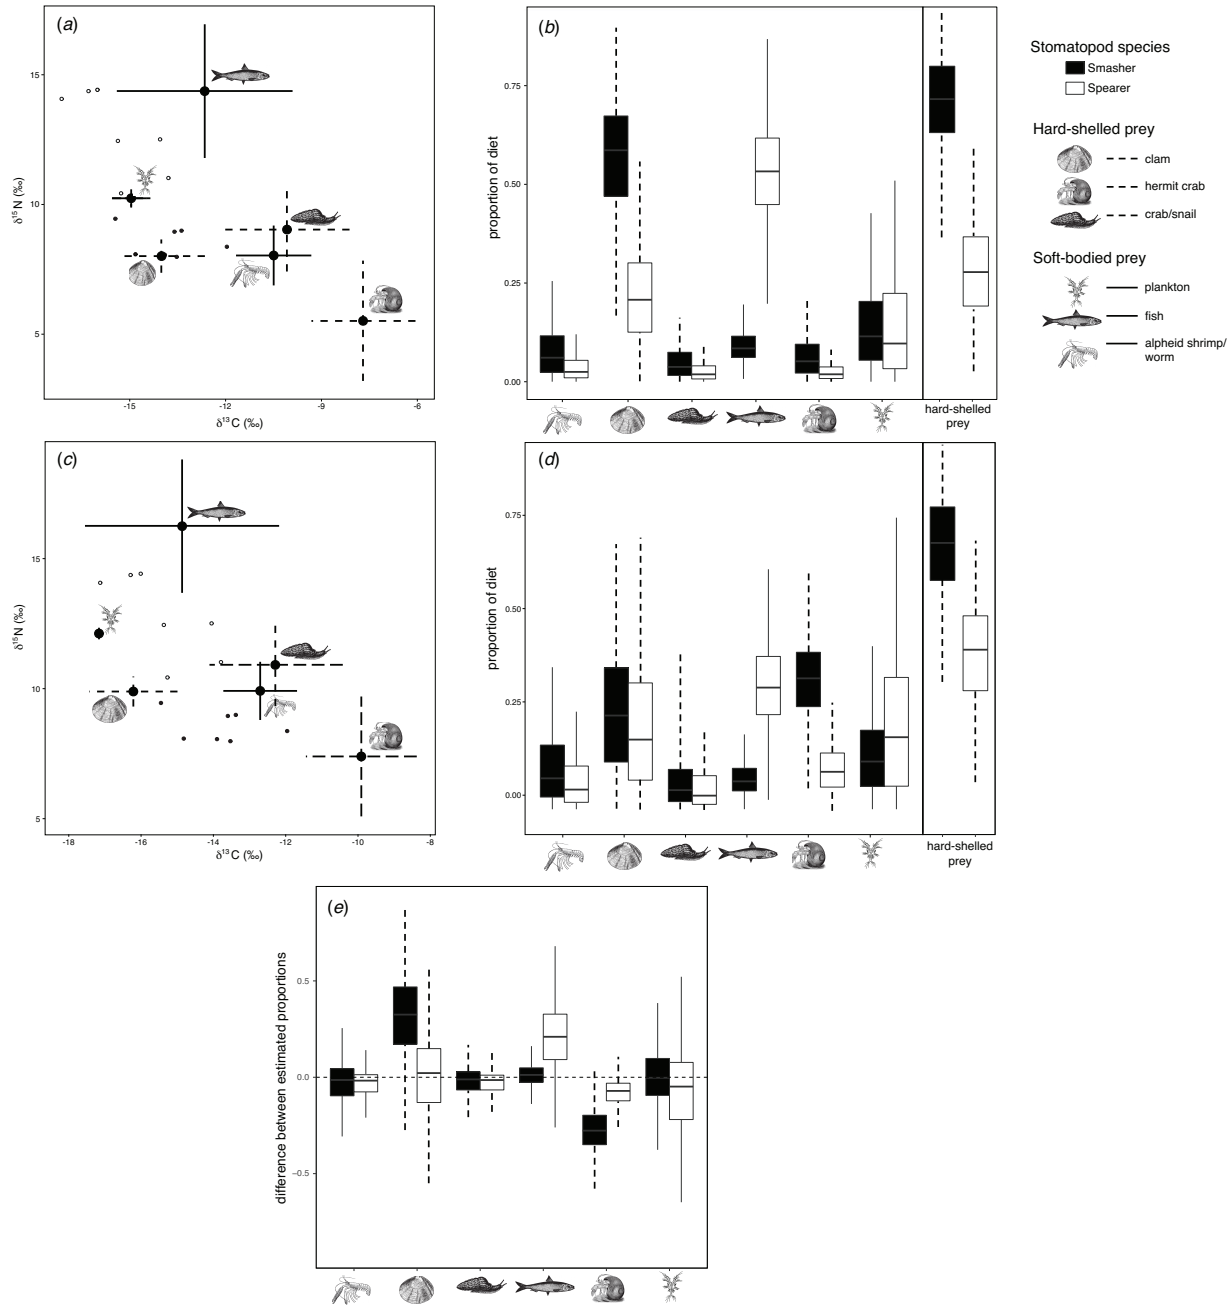 (a)
15
10
5
δ¹⁵N (‰)
-15
-12
-9
-6
δ¹³C (‰)
(b)
0.75
0.50
0.25
0.00
proportion of diet
hard-shelled
prey
Stomatopod species
Smasher
Spearer
Hard-shelled prey
clam
hermit crab
crab/snail
Soft-bodied prey
plankton
fish
alpheid shrimp/
worm
(c)
15
10
5
δ¹⁵N (‰)
-18
-16
-14
-12
-10
-8
δ¹³C (‰)
(d)
0.75
0.50
0.25
0.00
proportion of diet
hard-shelled
prey
(e)
0.5
0.0
−0.5
difference between estimated proportions